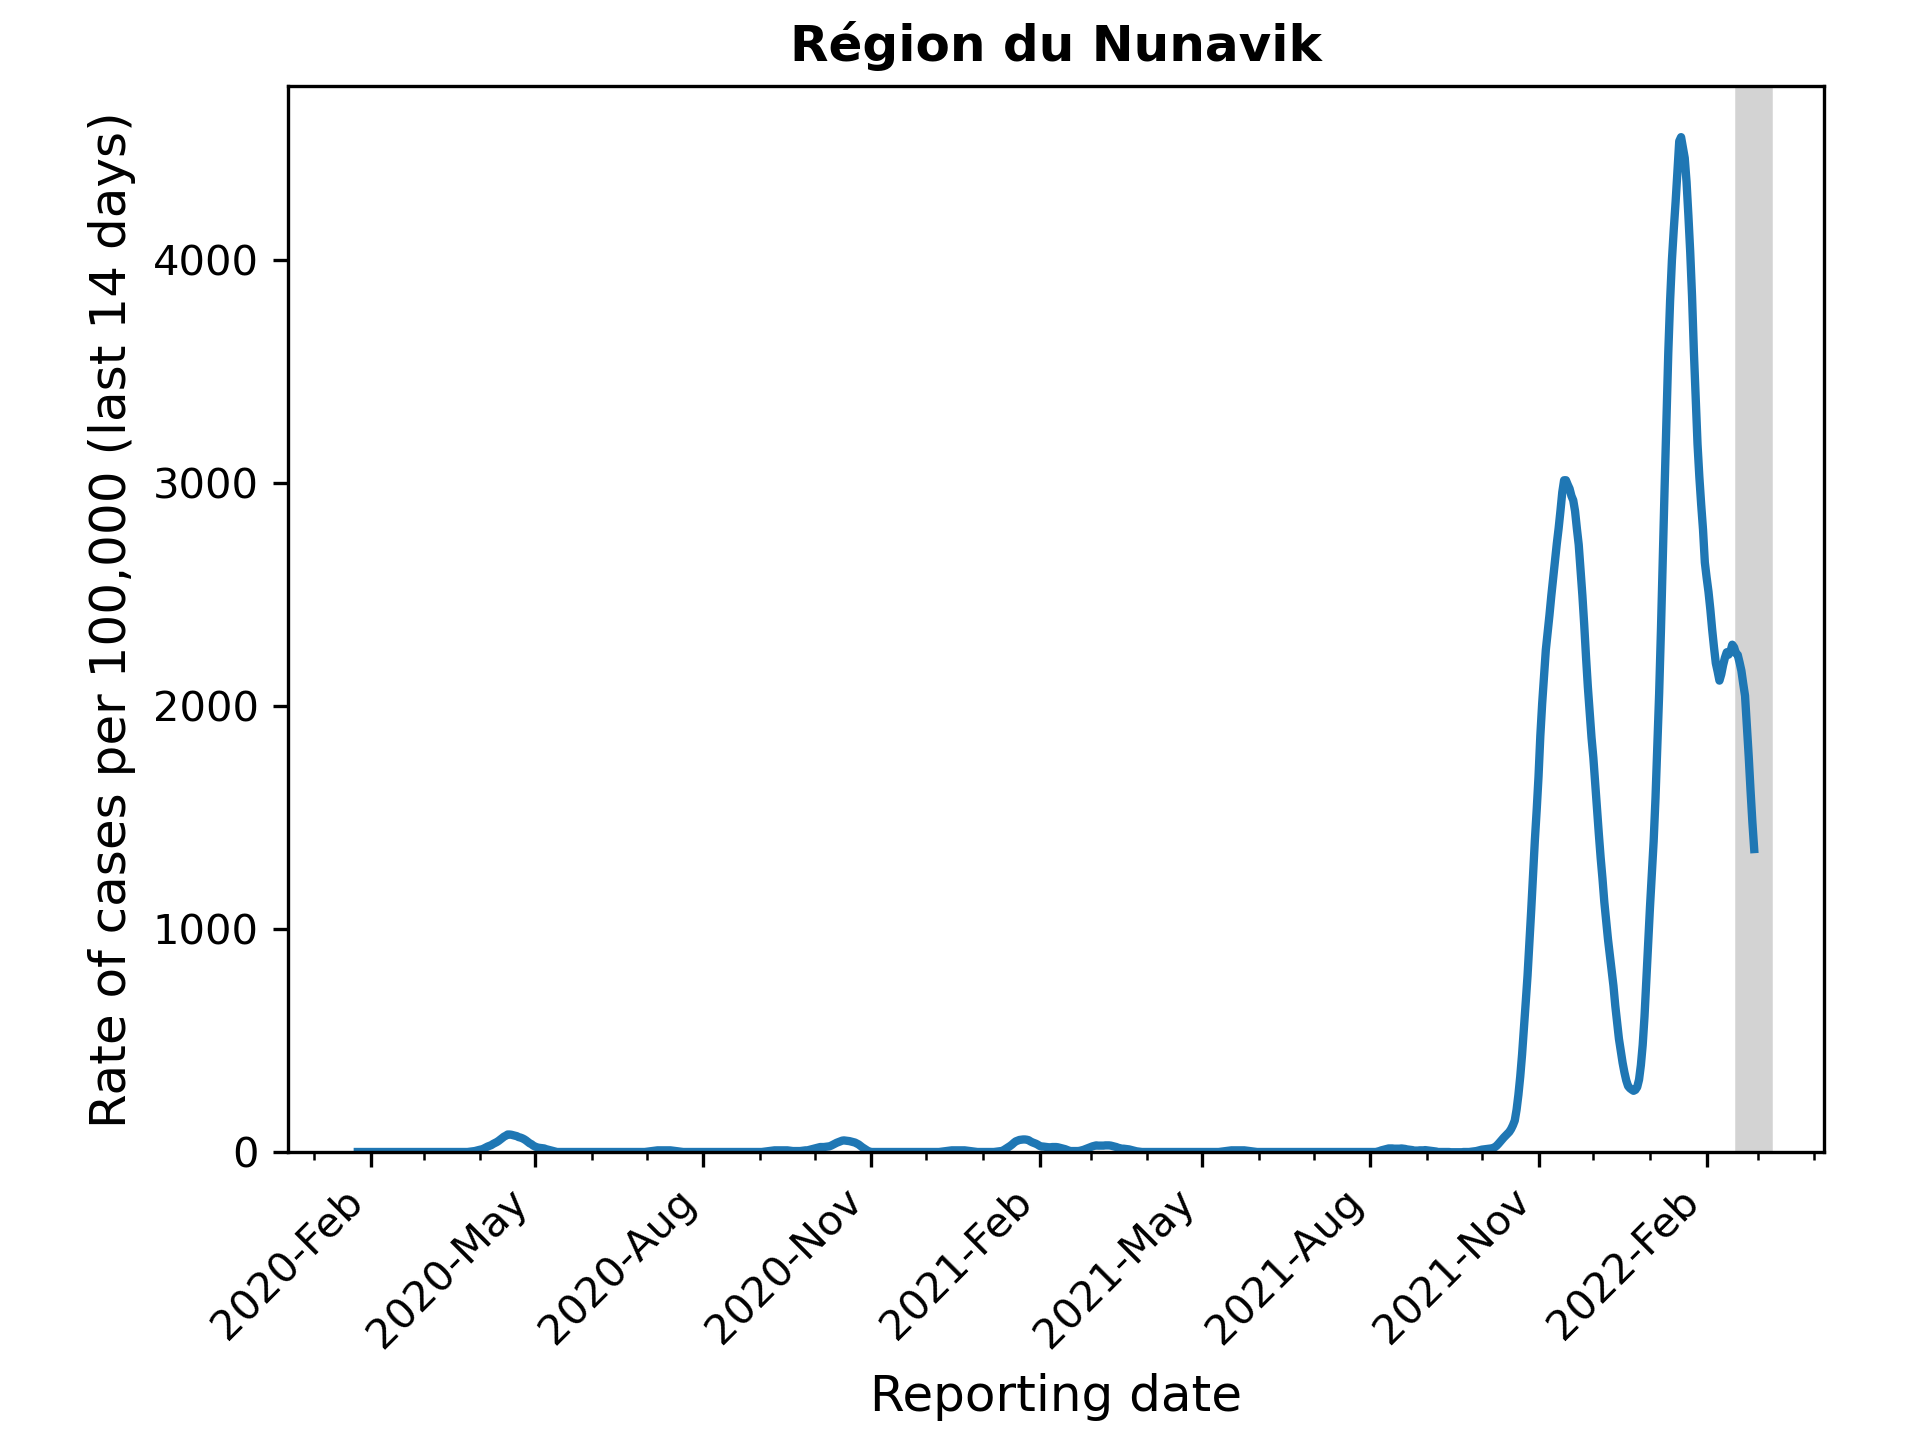 Région du Nunavik
Rate of cases per 100,000 (last 14 days)
4000
3000
2000
1000
0
2020-Feb
2020-May
2020-Aug
2020-Nov
2021-Feb
2021-May
2021-Aug
2021-Nov
2022-Feb
Reporting date